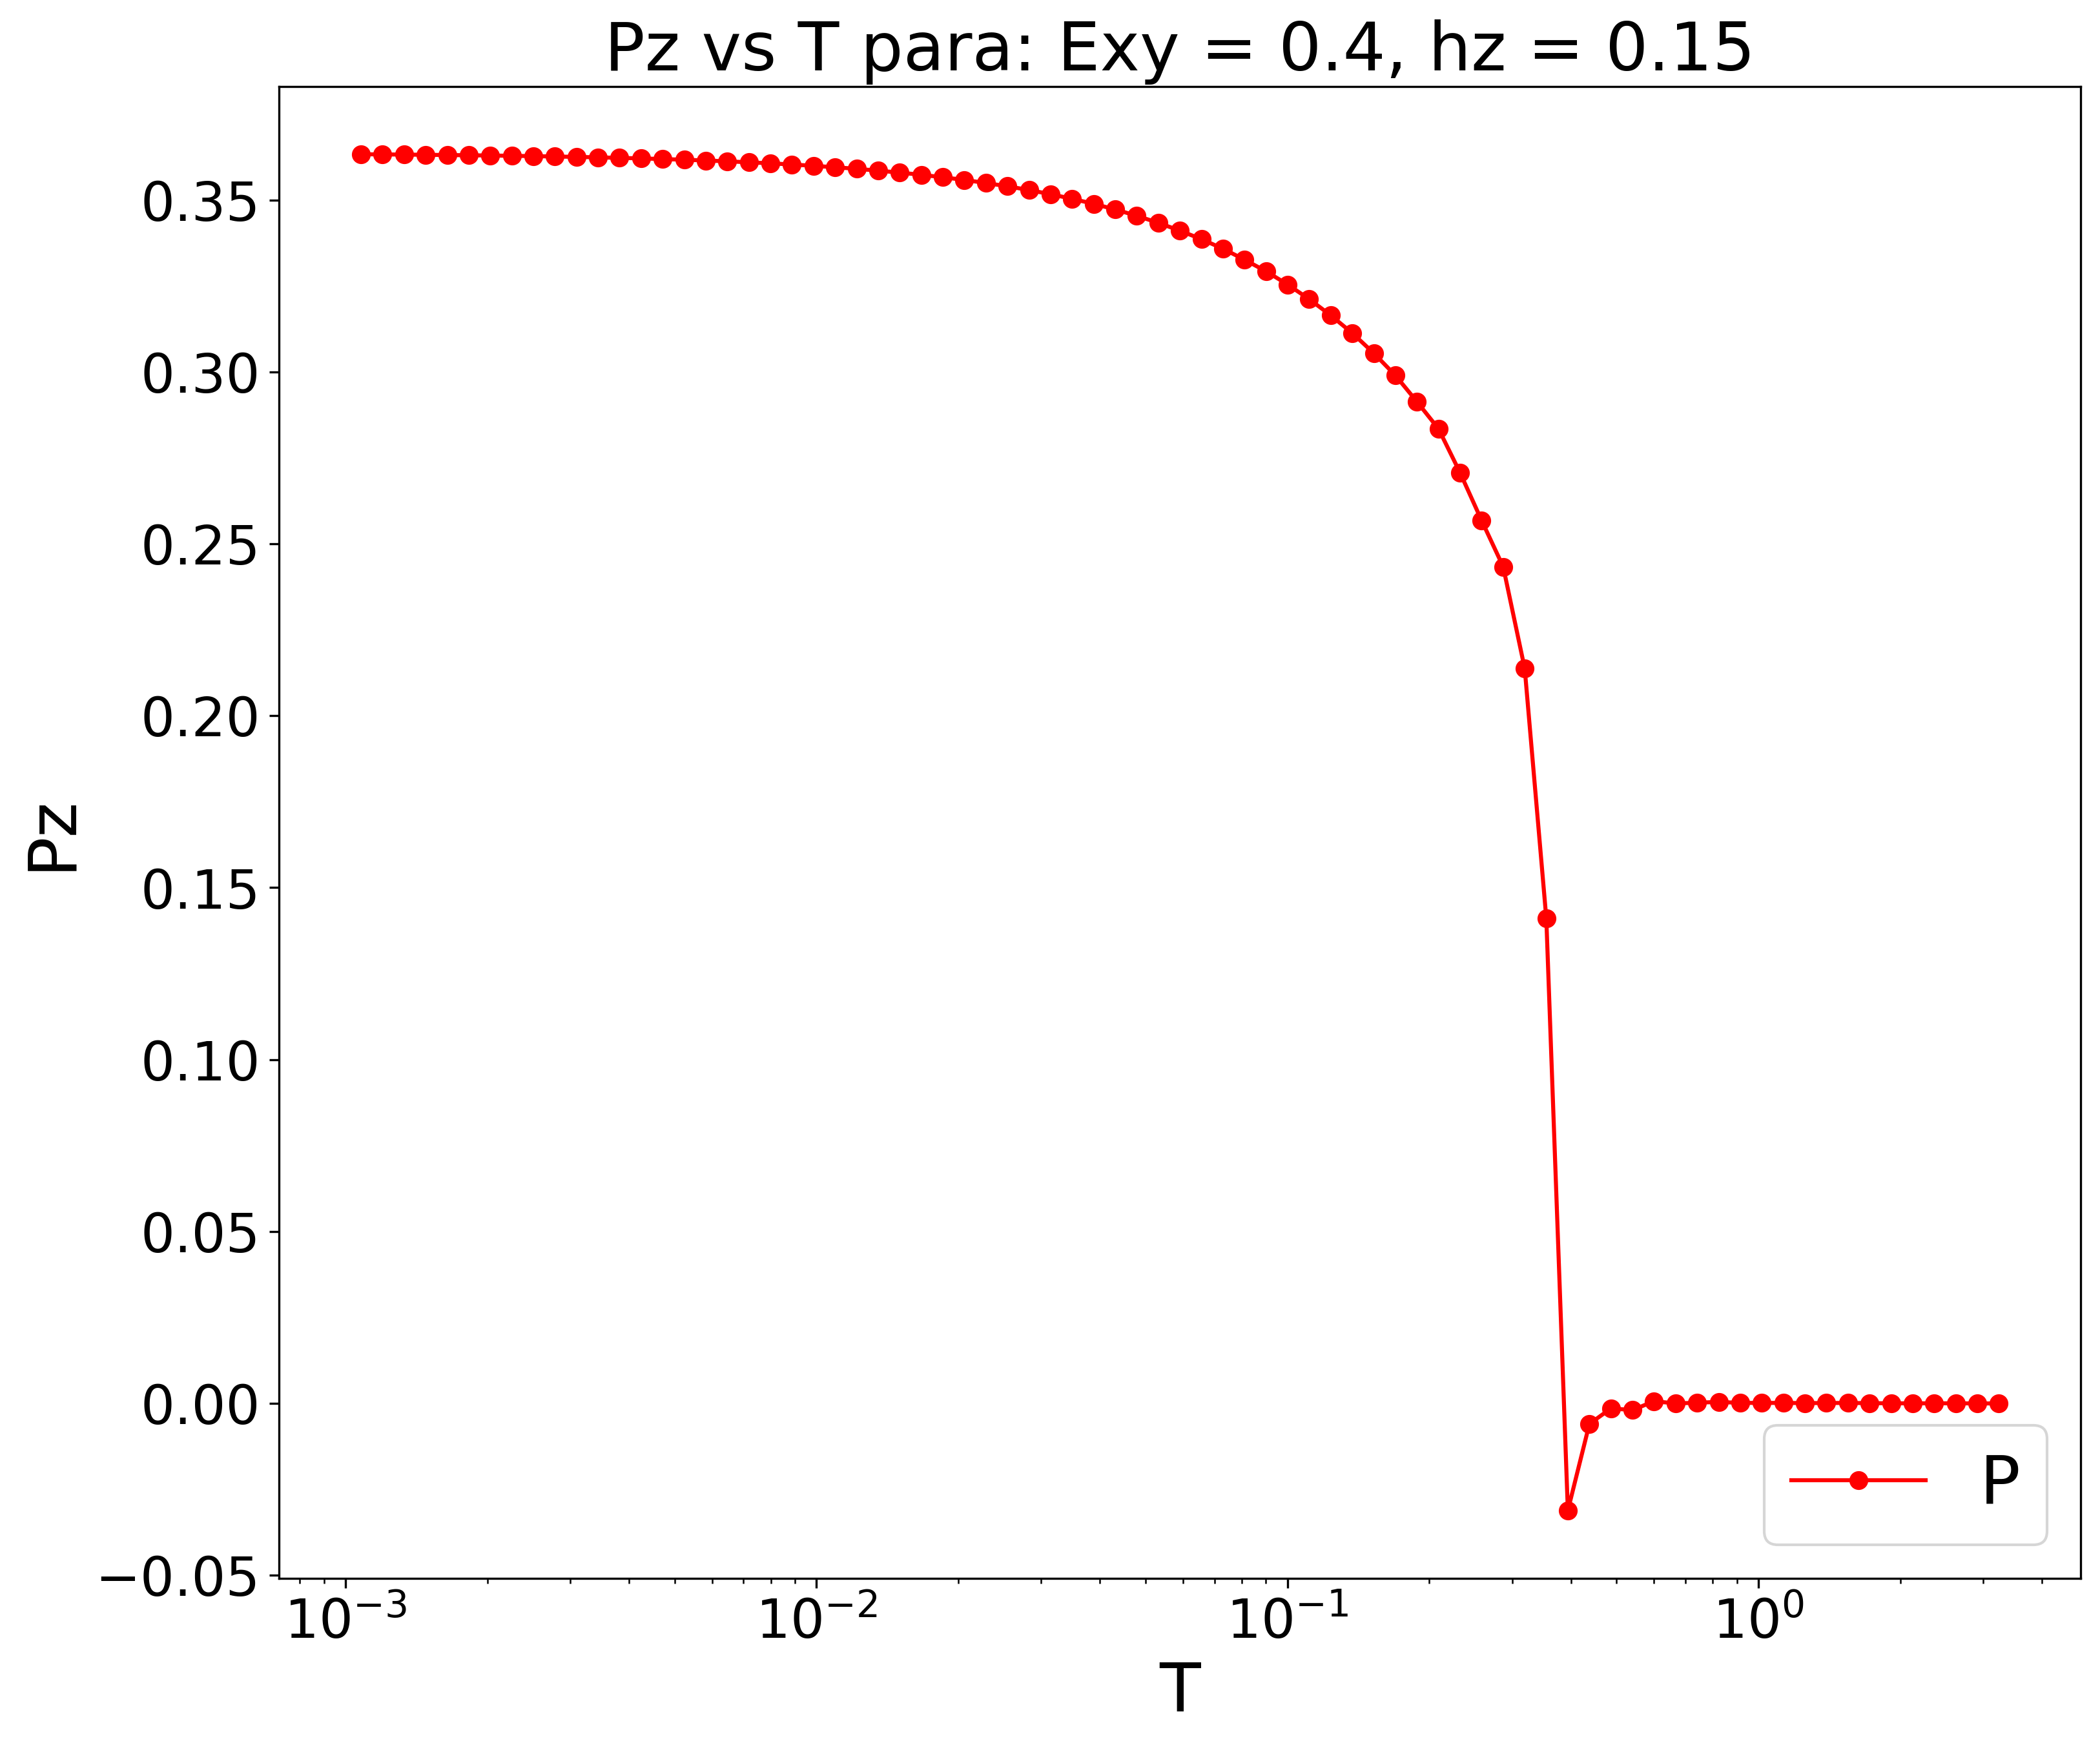 Pz vs T para: Exy = 0.4, hz = 0.15
Pz
0.35
0.30
0.25
0.20
0.15
0.10
0.05
0.00
−0.05
P
10⁻³ 10⁻² 10⁻¹ 10⁰
T